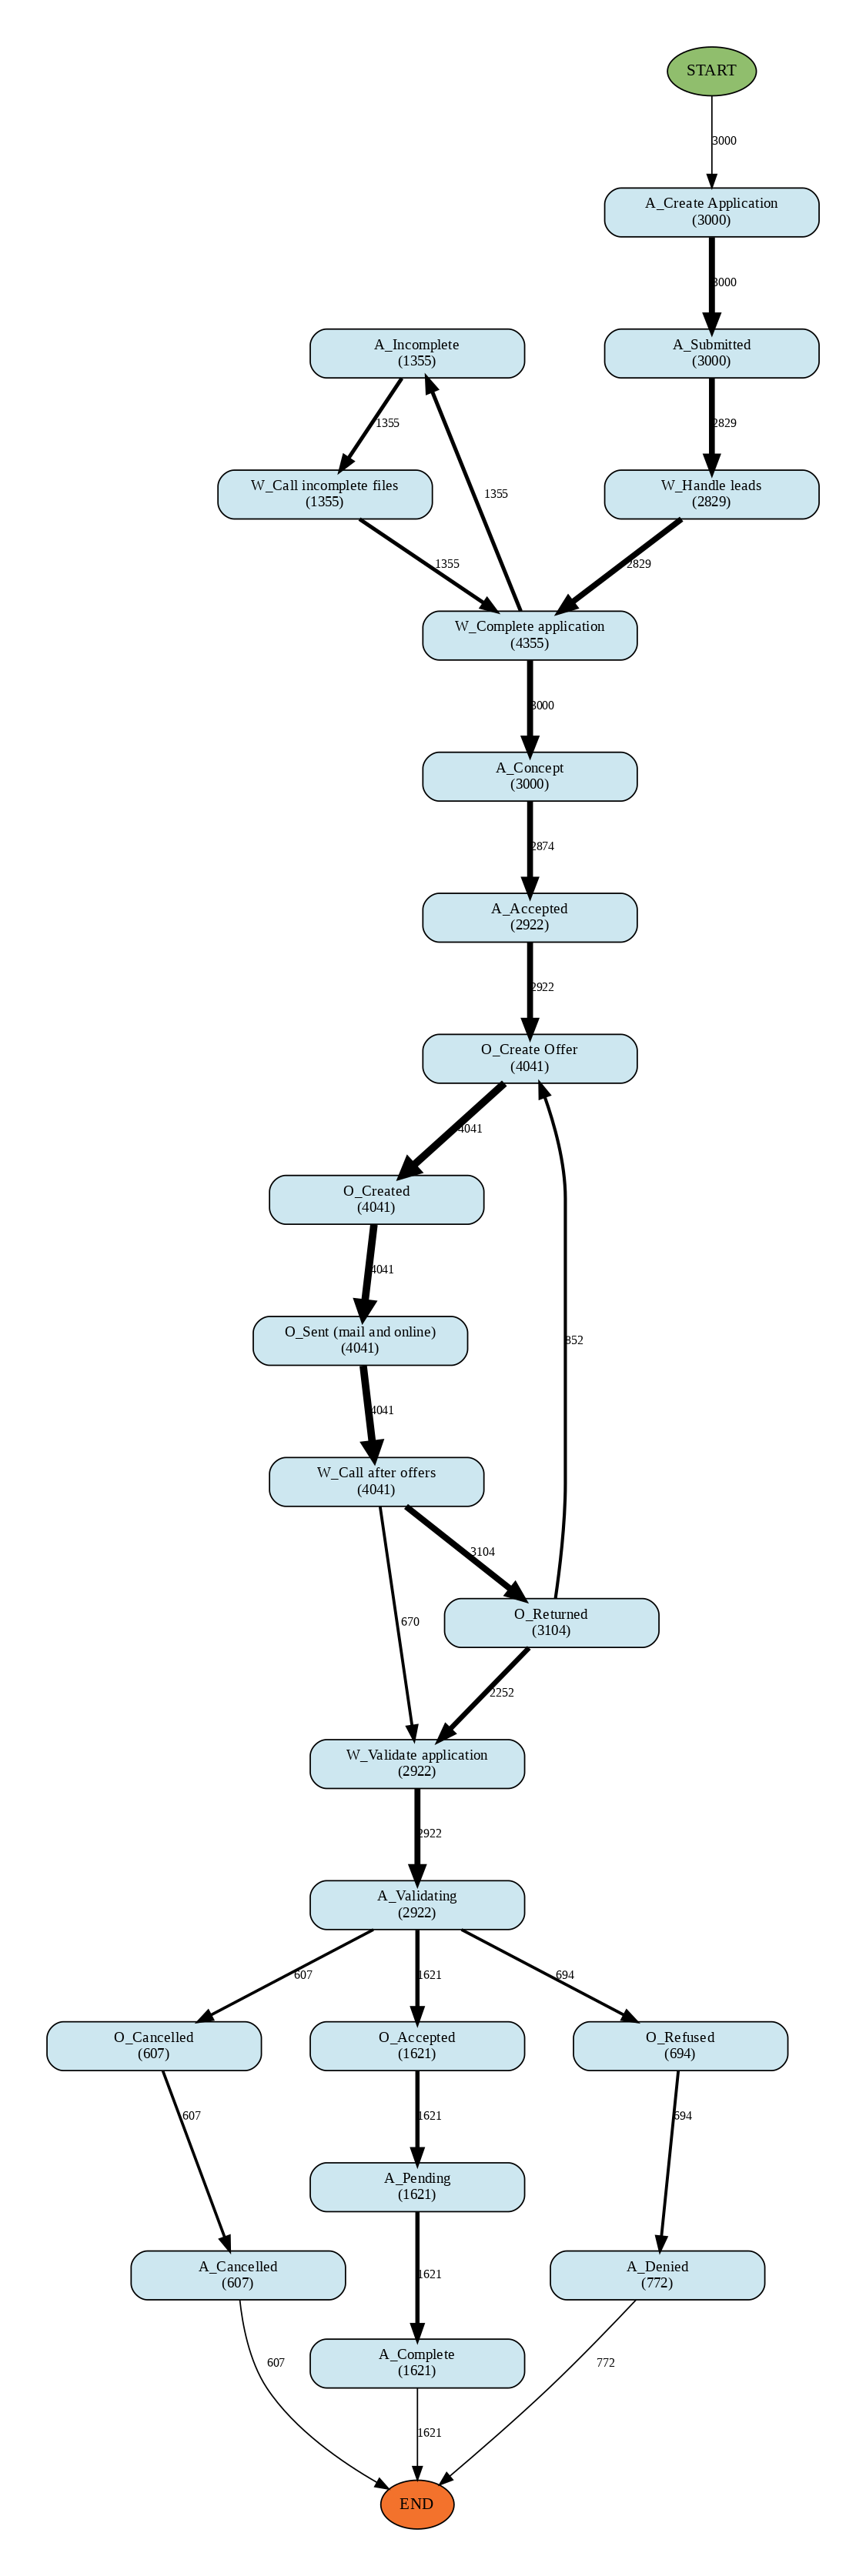 START
3000
A_Create Application
(3000)
3000
A_Incomplete
(1355)
A_Submitted
(3000)
1355
2829
W_Call incomplete files
(1355)
1355
W_Handle leads
(2829)
1355
2829
W_Complete application
(4355)
3000
A_Concept
(3000)
2874
A_Accepted
(2922)
2922
O_Create Offer
(4041)
4041
O_Created
(4041)
4041
O_Sent (mail and online)
(4041)
852
4041
W_Call after offers
(4041)
3104
O_Returned
(3104)
670
2252
W_Validate application
(2922)
2922
A_Validating
(2922)
607
1621
694
O_Cancelled
(607)
O_Accepted
(1621)
O_Refused
(694)
607
1621
694
A_Pending
(1621)
A_Cancelled
(607)
1621
A_Denied
(772)
A_Complete
(1621)
607
772
1621
END